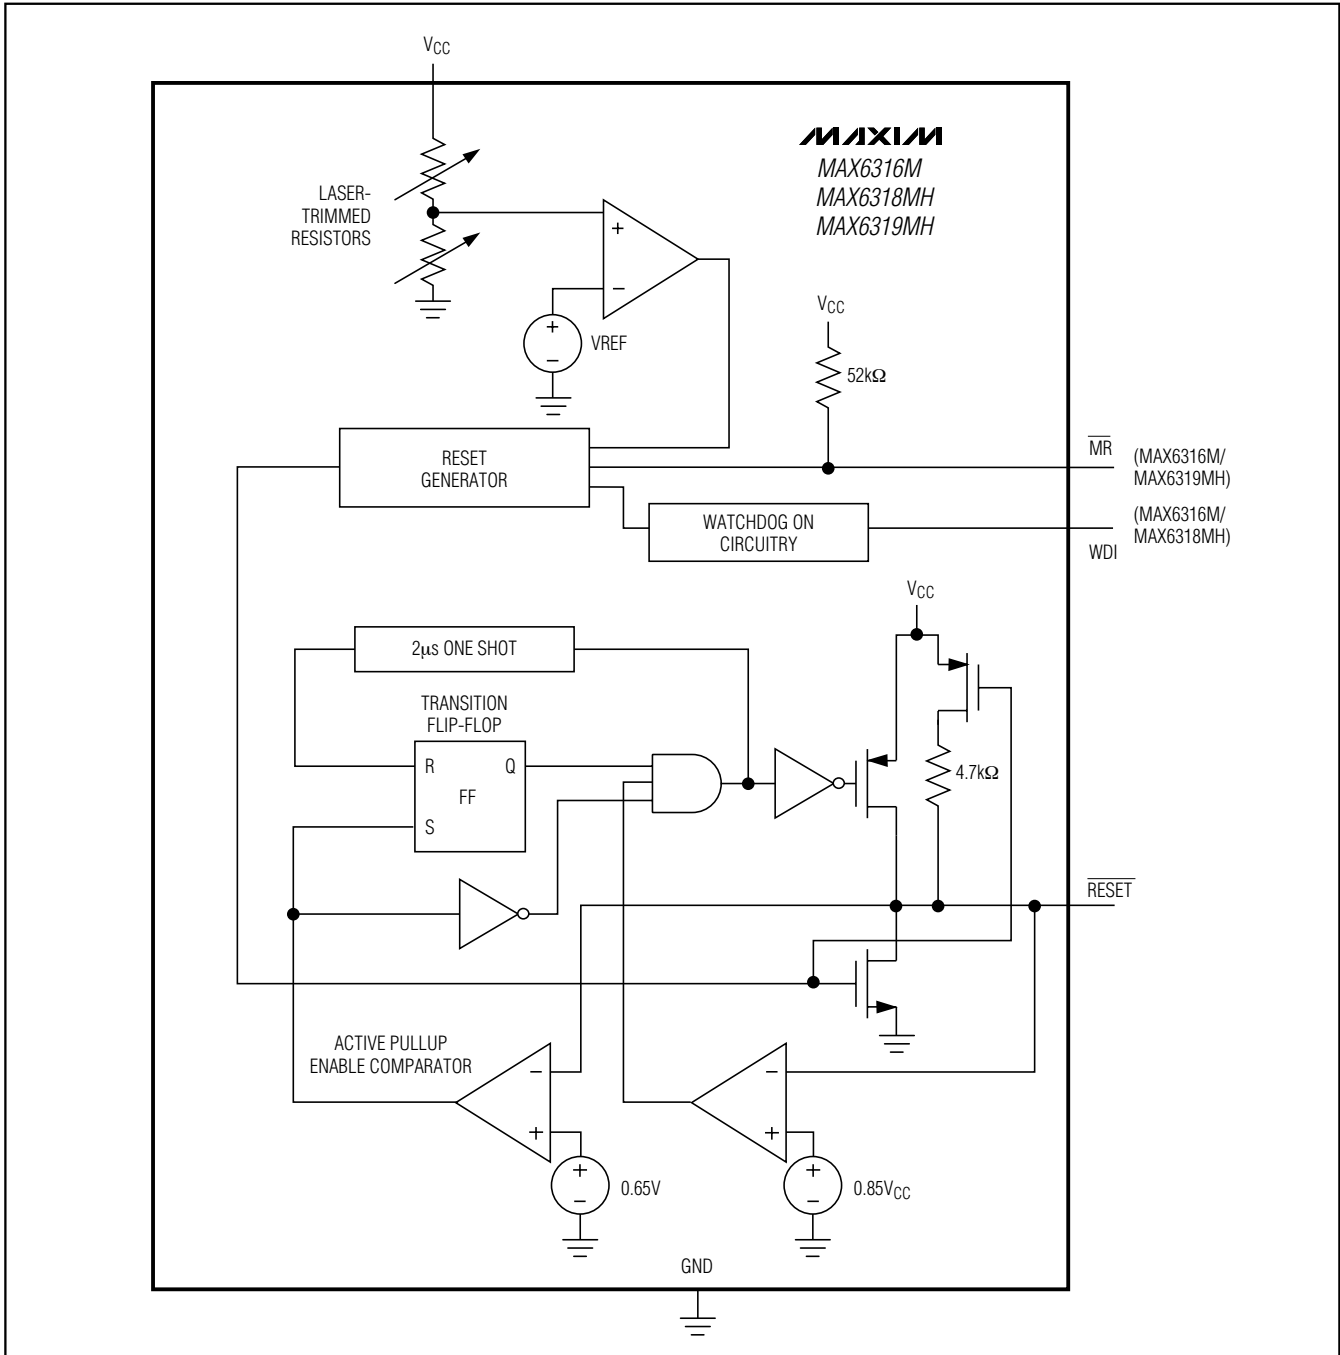 VCC
MAXIM
MAX6316M
MAX6318MH
MAX6319MH
LASER-
TRIMMED
RESISTORS
+
−
+
−
VREF
VCC
52kΩ
RESET
GENERATOR
MR
(MAX6316M/
MAX6319MH)
WATCHDOG ON
CIRCUITRY
(MAX6316M/
MAX6318MH)
WDI
VCC
2µs ONE SHOT
TRANSITION
FLIP-FLOP
R Q
FF
S
4.7kΩ
RESET
ACTIVE PULLUP
ENABLE COMPARATOR
−
+
−
+
+
−
0.65V
+
−
0.85VCC
GND